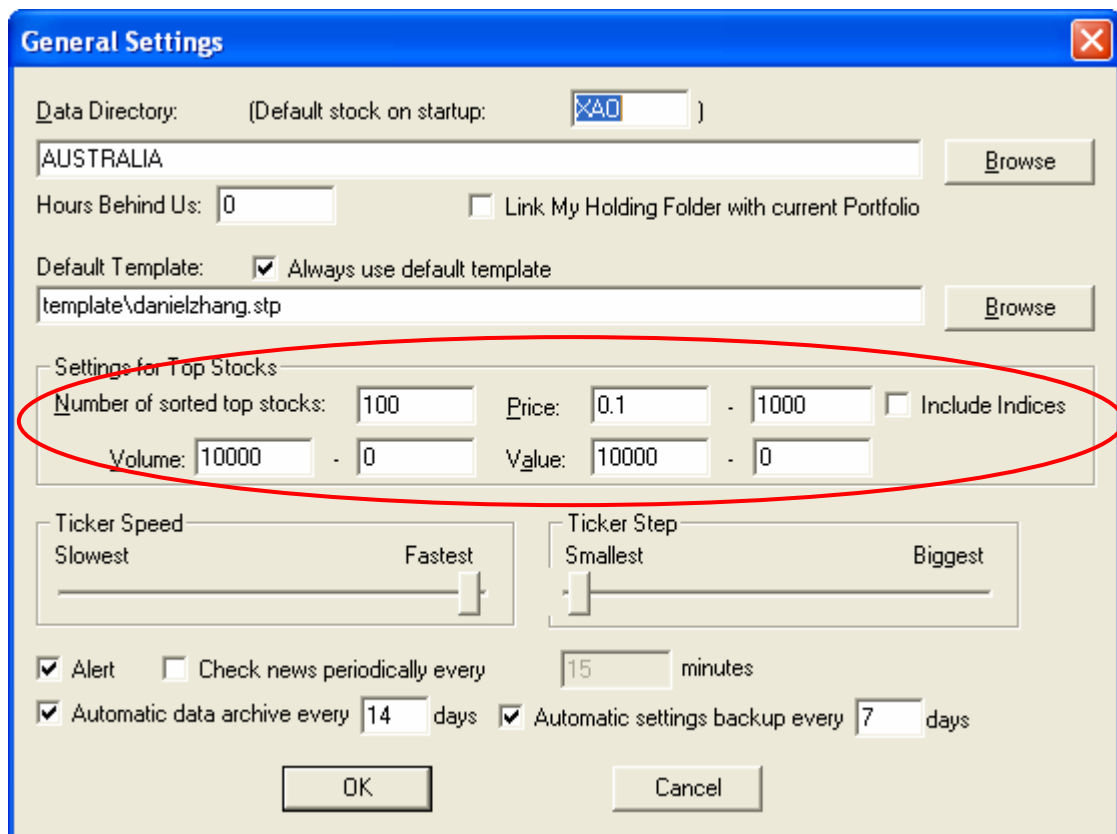 General Settings
Data Directory: (Default stock on startup: XAO )
AUSTRALIA Browse
Hours Behind Us: 0 Link My Holding Folder with current Portfolio
Default Template: Always use default template
template\danielzhang.stp Browse
Settings for Top Stocks
Number of sorted top stocks: 100 Price: 0.1 - 1000 Include Indices
Volume: 10000 - 0 Value: 10000 - 0
Ticker Speed Ticker Step
Slowest Fastest Smallest Biggest
Alert Check news periodically every 15 minutes
Automatic data archive every 14 days Automatic settings backup every 7 days
OK Cancel